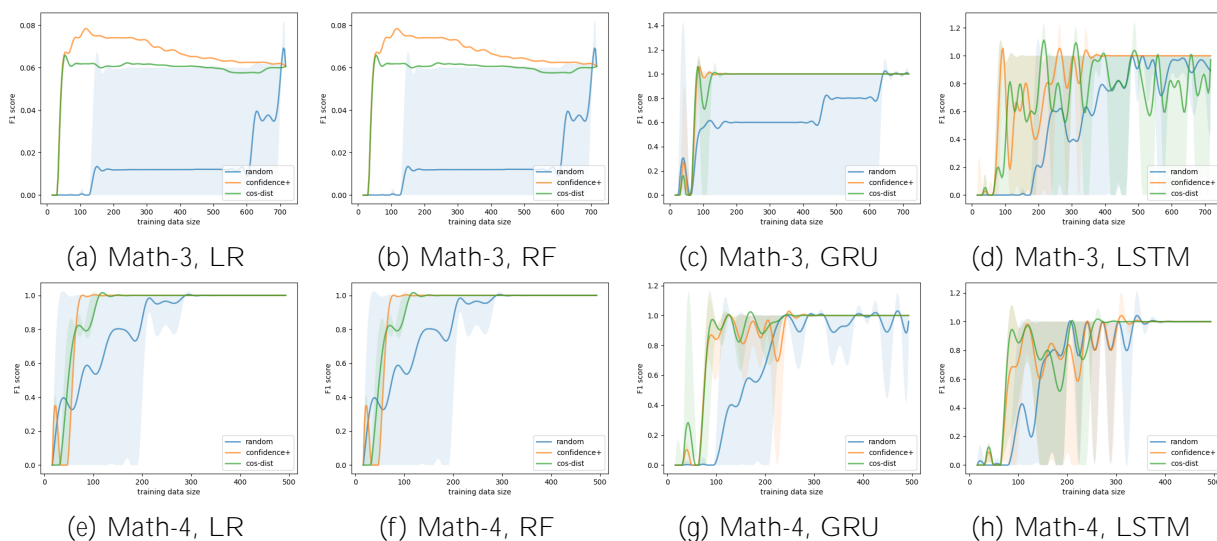 0.08
0.06
0.04
0.02
0.00
F1 score
0 100 200 300 400 500 600 700
training data size
random
confidence+
cos-dist
(a) Math-3, LR
0.08
0.06
0.04
0.02
0.00
F1 score
0 100 200 300 400 500 600 700
training data size
random
confidence+
cos-dist
(b) Math-3, RF
1.4
1.2
1.0
0.8
0.6
0.4
0.2
0.0
F1 score
0 100 200 300 400 500 600 700
training data size
random
confidence+
cos-dist
(c) Math-3, GRU
1.2
1.0
0.8
0.6
0.4
0.2
0.0
F1 score
0 100 200 300 400 500 600 700
training data size
random
confidence+
cos-dist
(d) Math-3, LSTM
1.0
0.8
0.6
0.4
0.2
0.0
F1 score
0 100 200 300 400 500
training data size
random
confidence+
cos-dist
(e) Math-4, LR
1.0
0.8
0.6
0.4
0.2
0.0
F1 score
0 100 200 300 400 500
training data size
random
confidence+
cos-dist
(f) Math-4, RF
1.2
1.0
0.8
0.6
0.4
0.2
0.0
F1 score
0 100 200 300 400 500
training data size
random
confidence+
cos-dist
(g) Math-4, GRU
1.2
1.0
0.8
0.6
0.4
0.2
0.0
F1 score
0 100 200 300 400 500
training data size
random
confidence+
cos-dist
(h) Math-4, LSTM